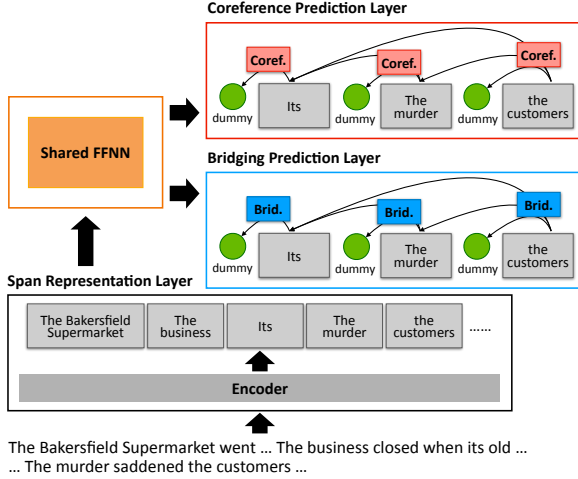 Coreference Prediction Layer
Coref.
Coref.
Coref.
dummy
Its
dummy
The
murder
dummy
the
customers
Shared FFNN
Bridging Prediction Layer
Brid.
Brid.
Brid.
dummy
Its
dummy
The
murder
dummy
the
customers
Span Representation Layer
The Bakersfield
Supermarket
The
business
Its
The
murder
the
customers
......
Encoder
The Bakersfield Supermarket went ... The business closed when its old ...
... The murder saddened the customers ...